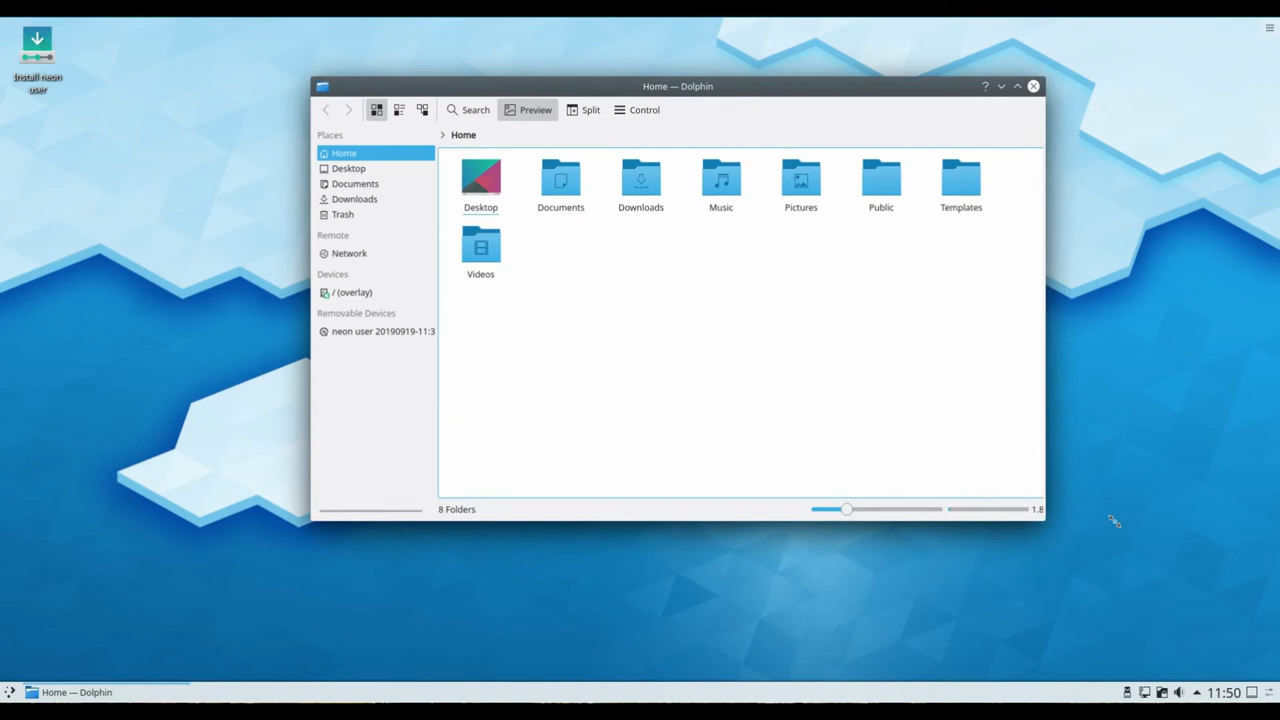 Install neon
user
Home — Dolphin
Search
Preview
Split
Control
Places
Home
Home
Desktop
Documents
Downloads
Trash
Remote
Network
Devices
/ (overlay)
Removable Devices
neon user 20190919-11:3
Desktop
Documents
Downloads
Music
Pictures
Public
Templates
Videos
8 Folders
1.8
Home — Dolphin
11:50